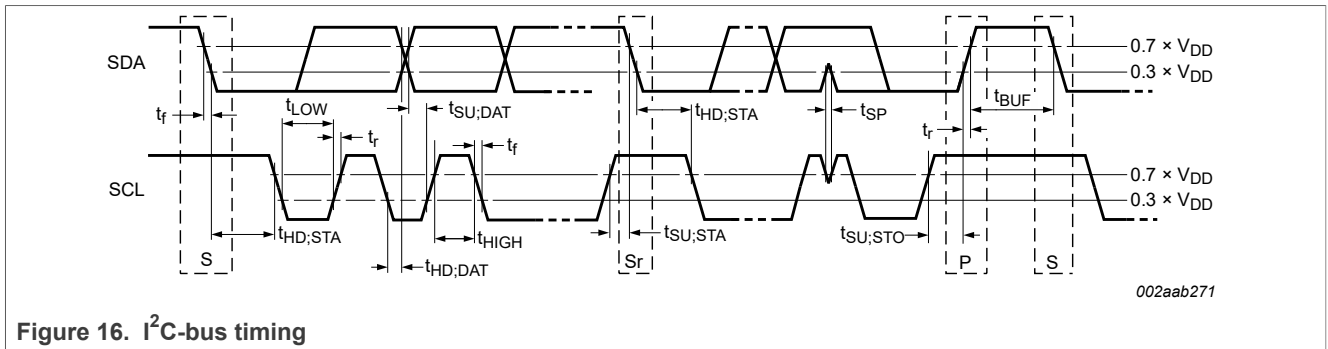 SDA
0.7 × VDD
0.3 × VDD
tf
tLOW
tr
tSU;DAT
tHD;STA
tSP
tr
tBUF
tf
SCL
0.7 × VDD
0.3 × VDD
tHD;STA
tHD;DAT
tHIGH
tSU;STA
tSU;STO
S
Sr
P
S
002aab271
Figure 16. I²C-bus timing